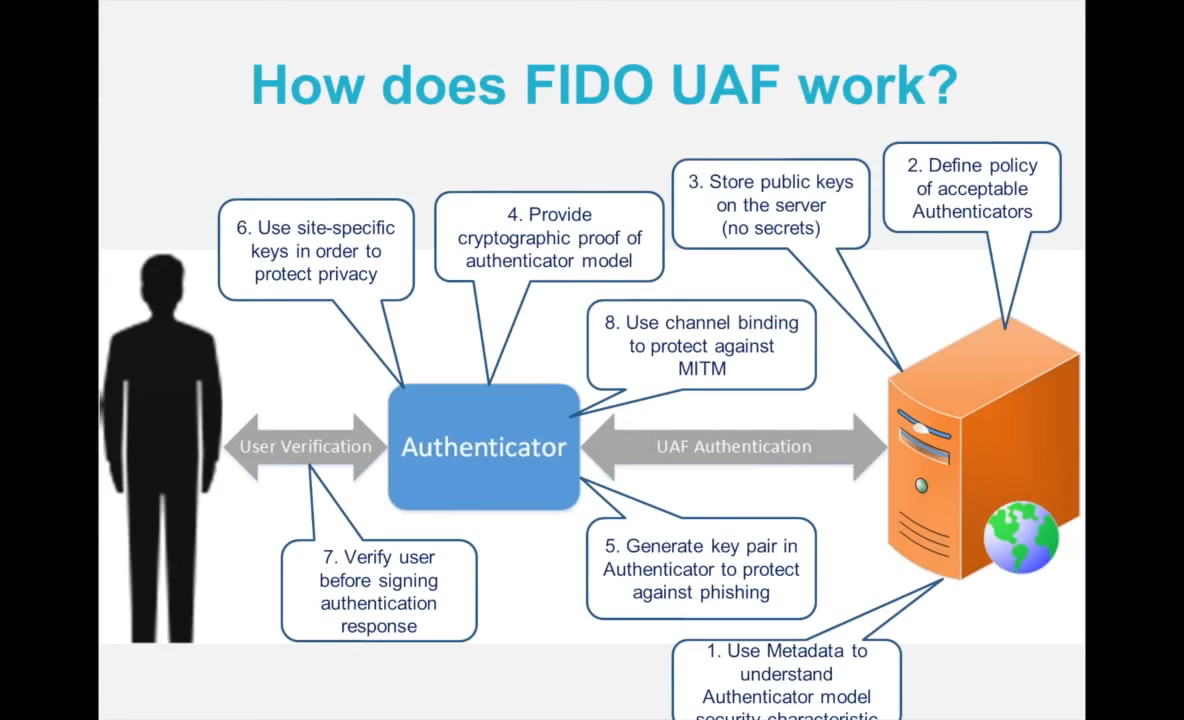 How does FIDO UAF work?
2. Define policy
of acceptable
Authenticators
3. Store public keys
on the server
(no secrets)
4. Provide
cryptographic proof of
authenticator model
6. Use site-specific
keys in order to
protect privacy
8. Use channel binding
to protect against
MITM
User Verification
Authenticator
UAF Authentication
7. Verify user
before signing
authentication
response
5. Generate key pair in
Authenticator to protect
against phishing
1. Use Metadata to
understand
Authenticator model
security characteristic